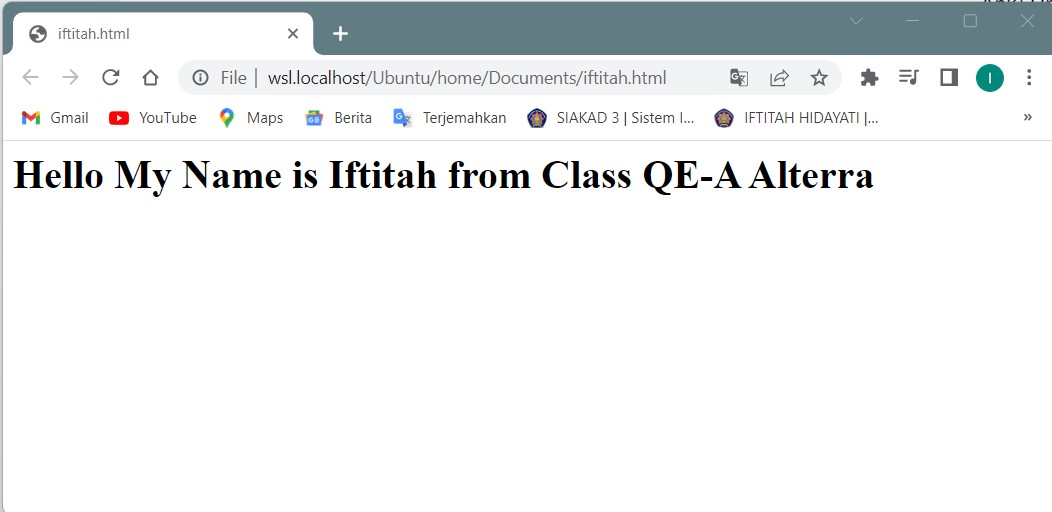 iftitah.html
File | wsl.localhost/Ubuntu/home/Documents/iftitah.html
I
Gmail YouTube Maps Berita Terjemahkan SIAKAD 3 | Sistem I... IFTITAH HIDAYATI |... »
Hello My Name is Iftitah from Class QE-A Alterra